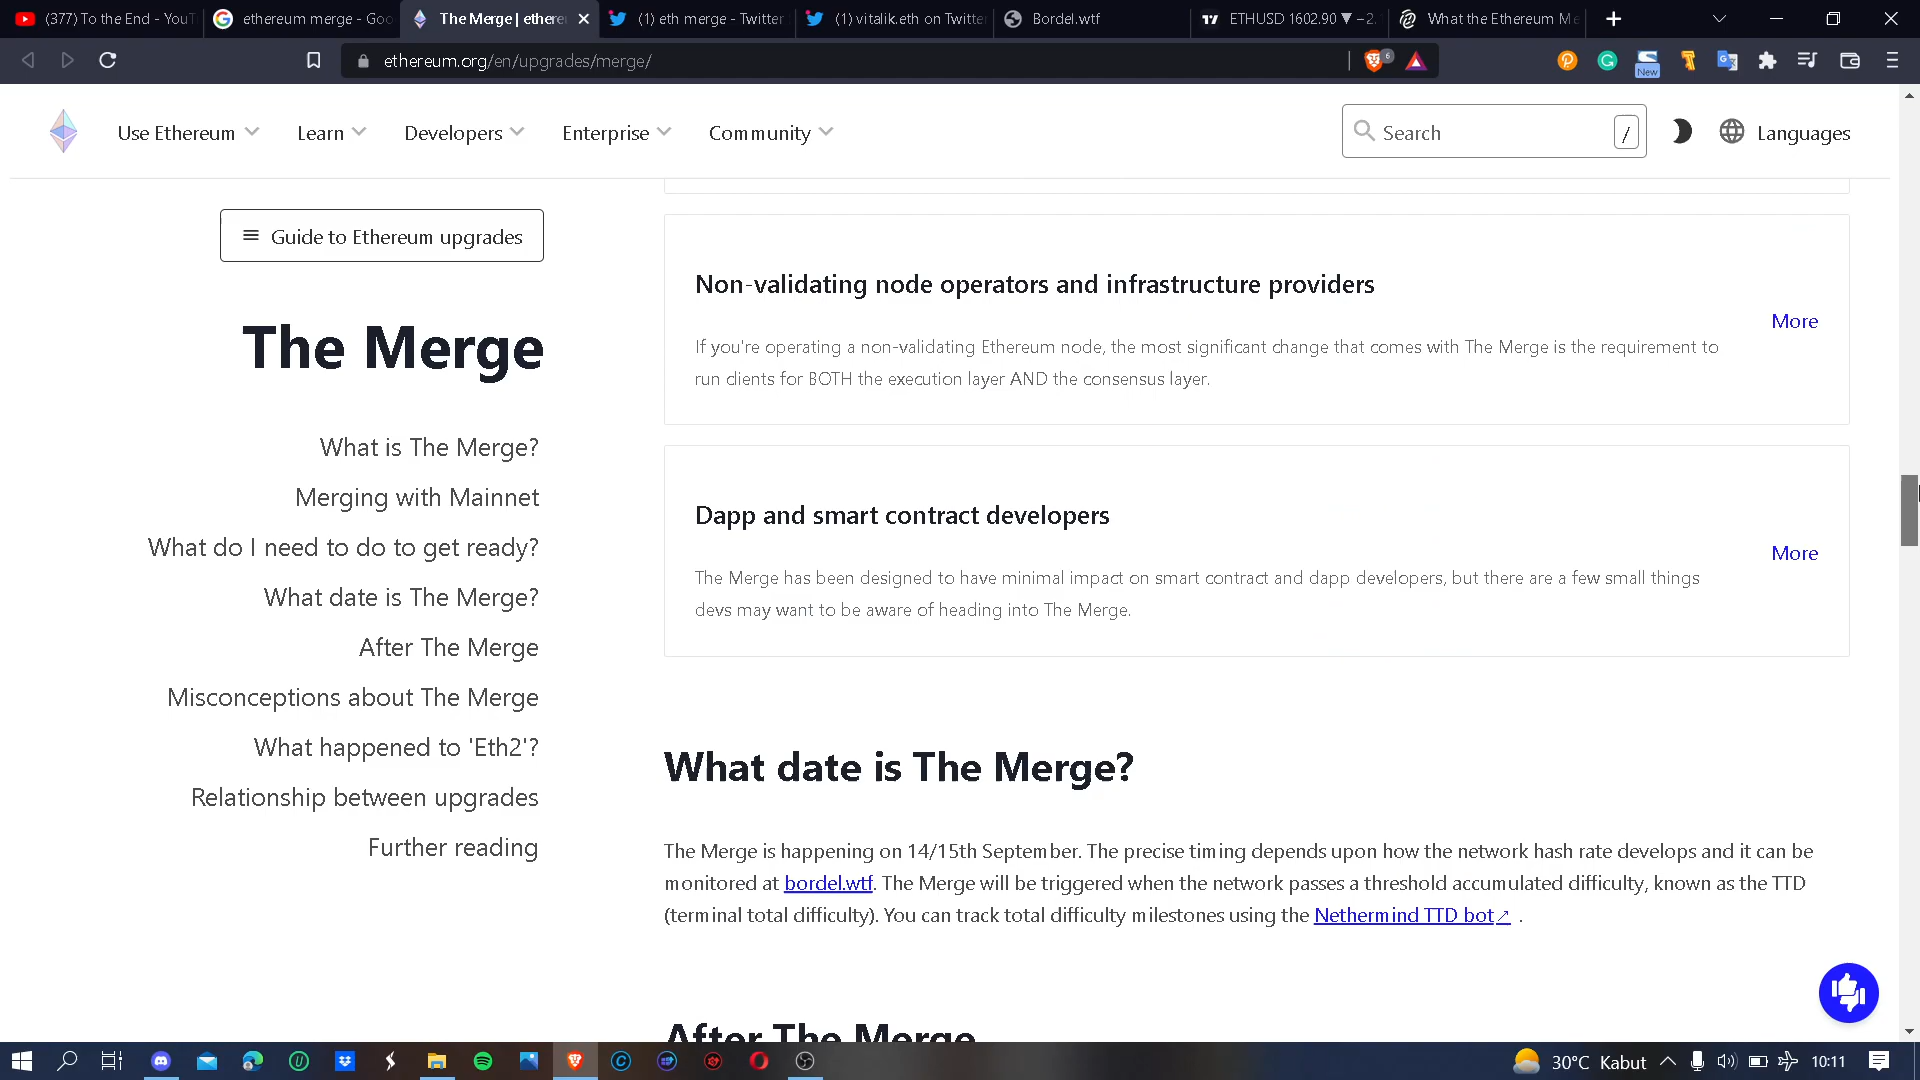 (377) To the End - YouT
ethereum merge - Goo
The Merge | ethere
(1) eth merge - Twitter
(1) vitalik.eth on Twitte
Bordel.wtf
ETHUSD 1602.90 ▼ −2.
What the Ethereum Me
ethereum.org/en/upgrades/merge/
6
New
Use Ethereum
Learn
Developers
Enterprise
Community
Search
/
Languages
Guide to Ethereum upgrades
The Merge
What is The Merge?
Merging with Mainnet
What do I need to do to get ready?
What date is The Merge?
After The Merge
Misconceptions about The Merge
What happened to 'Eth2'?
Relationship between upgrades
Further reading
Non-validating node operators and infrastructure providers
More
If you're operating a non-validating Ethereum node, the most significant change that comes with The Merge is the requirement to
run clients for BOTH the execution layer AND the consensus layer.
Dapp and smart contract developers
More
The Merge has been designed to have minimal impact on smart contract and dapp developers, but there are a few small things
devs may want to be aware of heading into The Merge.
What date is The Merge?
The Merge is happening on 14/15th September. The precise timing depends upon how the network hash rate develops and it can be
monitored at bordel.wtf. The Merge will be triggered when the network passes a threshold accumulated difficulty, known as the TTD
(terminal total difficulty). You can track total difficulty milestones using the Nethermind TTD bot↗ .
After The Merge
30°C Kabut
10:11